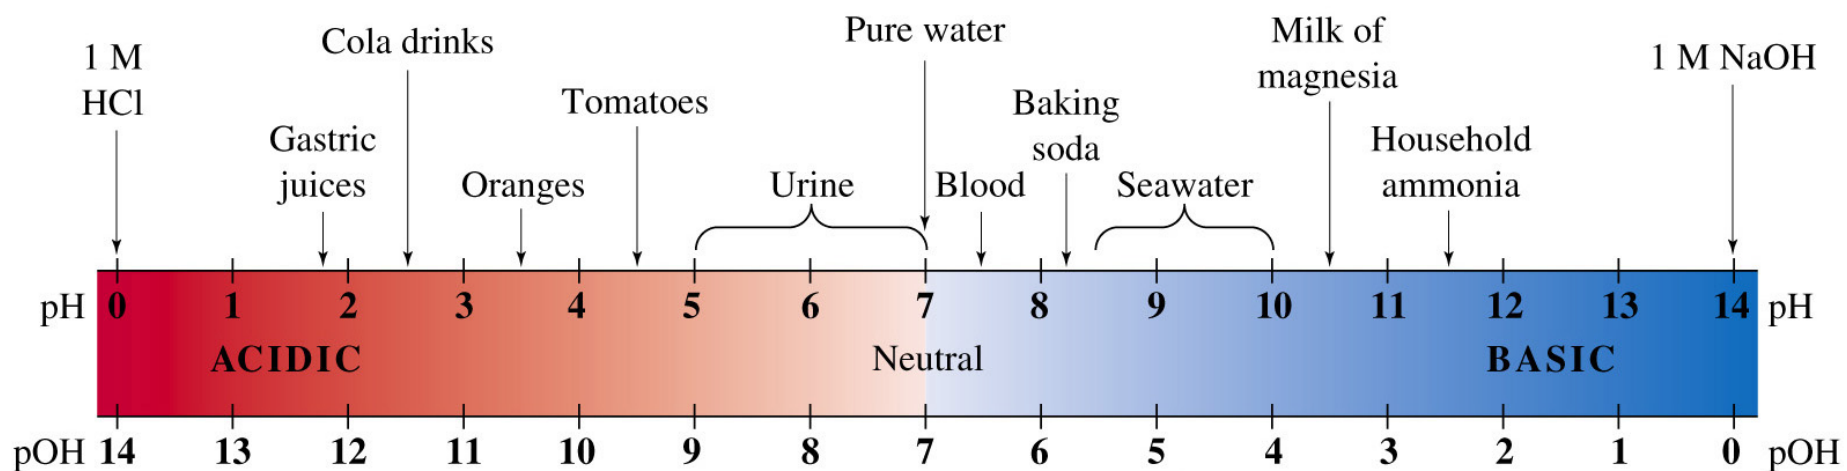 1 M
HCl
Gastric
juices
Cola drinks
Oranges
Tomatoes
Urine
Pure water
Blood
Baking
soda
Seawater
Milk of
magnesia
Household
ammonia
1 M NaOH
pH 0 1 2 3 4 5 6 7 8 9 10 11 12 13 14 pH
ACIDIC Neutral BASIC
pOH 14 13 12 11 10 9 8 7 6 5 4 3 2 1 0 pOH